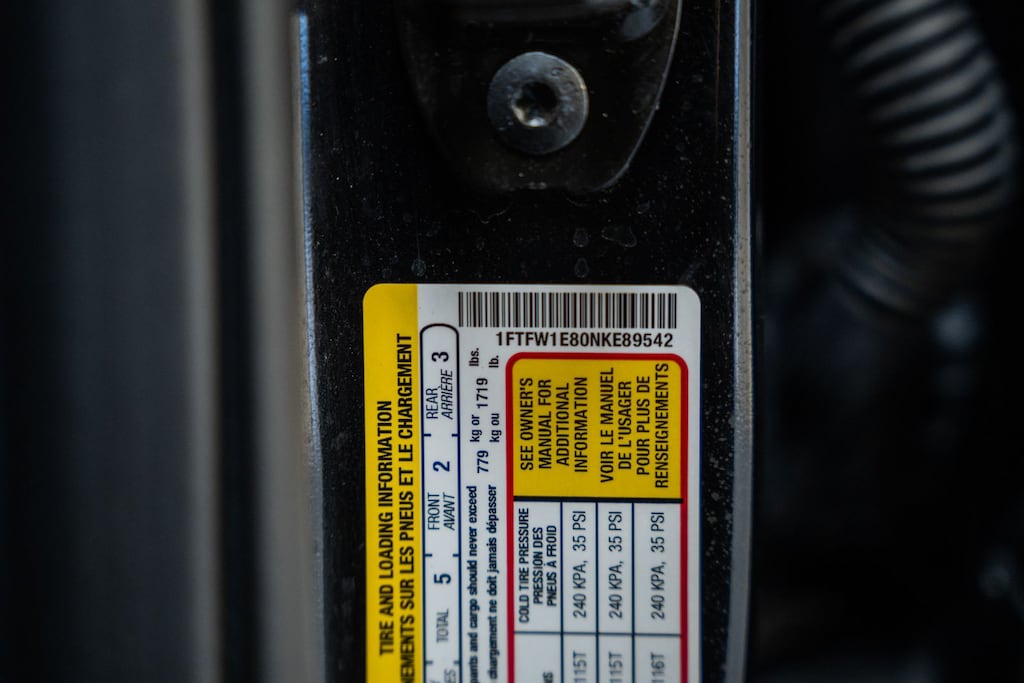 1FTFW1E80NKE89542
TIRE AND LOADING INFORMATION
SUR LES PNEUS ET LE CHARGEMENT
TOTAL 5 FRONT AVANT 2 REAR ARRIÈRE 3
and cargo should never exceed 779 kg or 1719 lbs.
chargement ne doit jamais dépasser kg ou lb.
COLD TIRE PRESSURE
PRESSION DES
PNEUS À FROID
115T 240 KPA, 35 PSI
115T 240 KPA, 35 PSI
116T 240 KPA, 35 PSI
SEE OWNER'S
MANUAL FOR
ADDITIONAL
INFORMATION
VOIR LE MANUEL
DE L'USAGER
POUR PLUS DE
RENSEIGNEMENTS